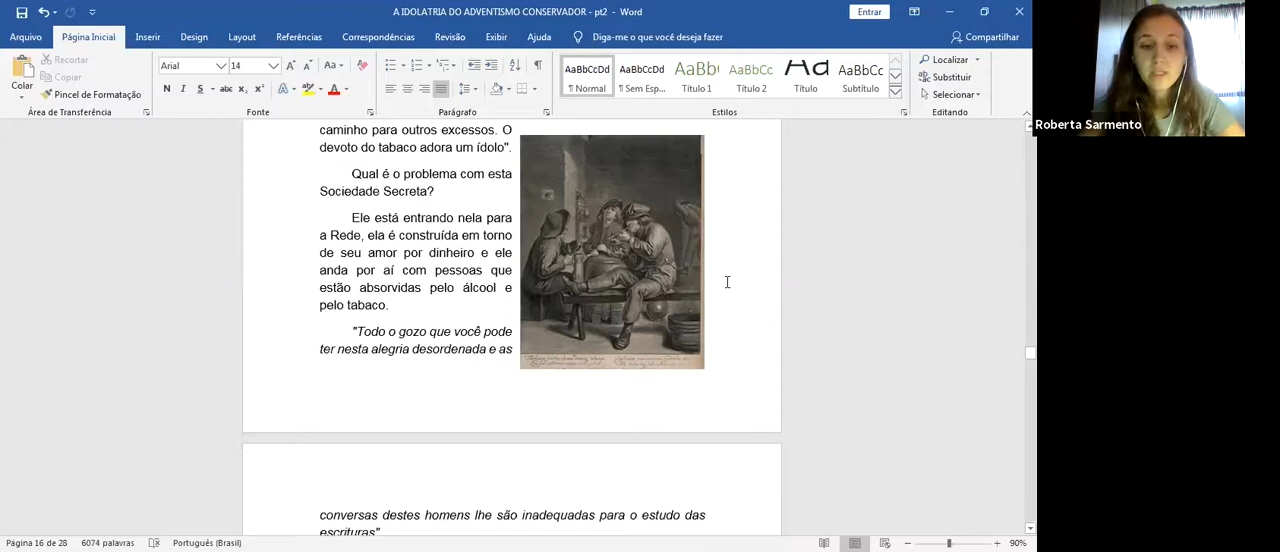 A IDOLATRIA DO ADVENTISMO CONSERVADOR - pt2 - Word
Entrar
Arquivo Página Inicial Inserir Design Layout Referências Correspondências Revisão Exibir Ajuda Diga-me o que você deseja fazer Compartilhar
Colar
Recortar
Copiar
Pincel de Formatação
Área de Transferência
Arial 14
Fonte
Parágrafo
AaBbCcDd AaBbCcDd AaBbC AaBbCc Aa AaBbCcD
¶ Normal ¶ Sem Esp... Título 1 Título 2 Título Subtítulo
Estilos
Localizar
Substituir
Selecionar
Editando
Roberta Sarmento
caminho para outros excessos. O
devoto do tabaco adora um ídolo".
Qual é o problema com esta
Sociedade Secreta?
Ele está entrando nela para
a Rede, ela é construída em torno
de seu amor por dinheiro e ele
anda por aí com pessoas que
estão absorvidas pelo álcool e
pelo tabaco.
"Todo o gozo que você pode
ter nesta alegria desordenada e as
conversas destes homens lhe são inadequadas para o estudo das
escrituras"
Página 16 de 28 6074 palavras Português (Brasil) 90%